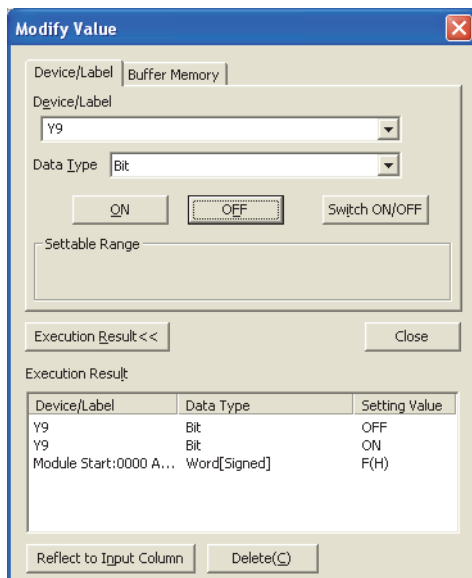 Modify Value
Device/Label Buffer Memory
Device/Label
Y9
Data Type Bit
ON OFF Switch ON/OFF
Settable Range
Execution Result<< Close
Execution Result
Device/Label Data Type Setting Value
Y9 Bit OFF
Y9 Bit ON
Module Start:0000 A... Word[Signed] F(H)
Reflect to Input Column Delete(C)